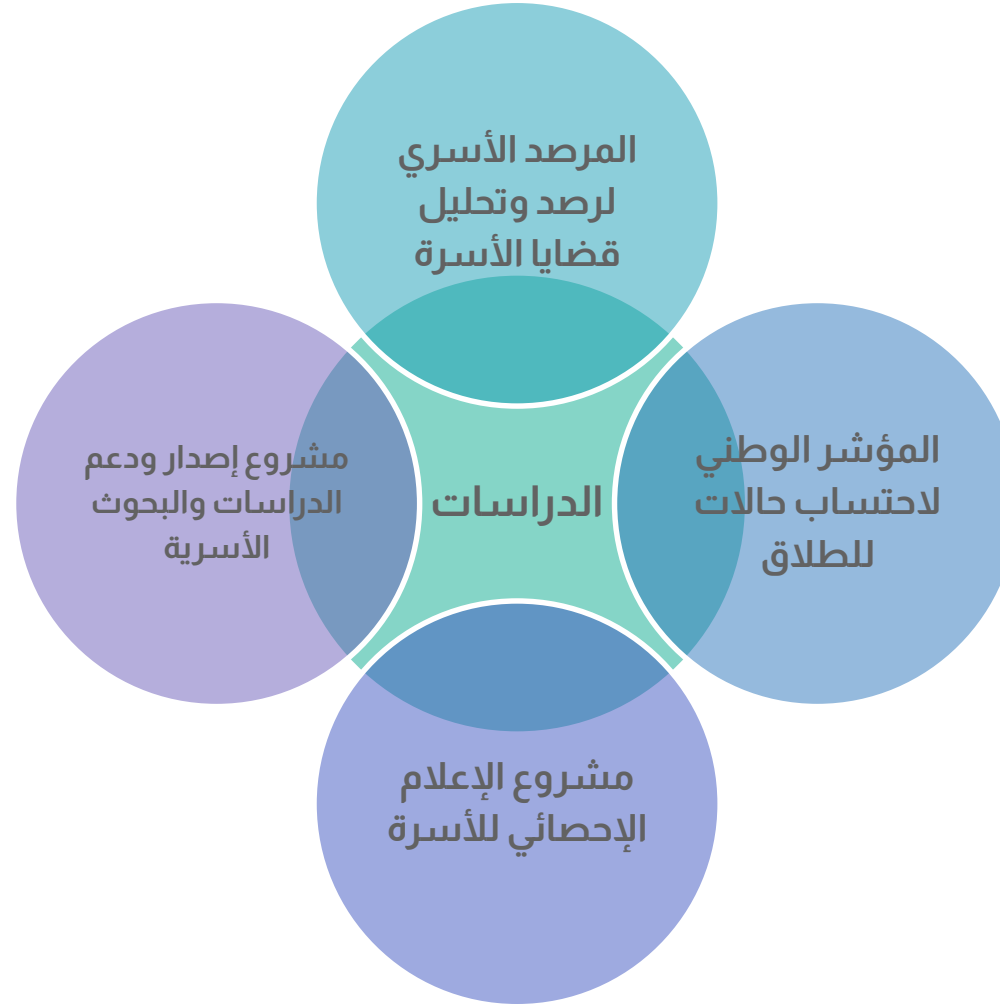 المرصد الأسري
لرصد وتحليل
قضايا الأسرة
المؤشر الوطني
لاحتساب حالات
للطلاق
الدراسات
مشروع إصدار ودعم
الدراسات والبحوث
الأسرية
مشروع الإعلام
الإحصائي للأسرة